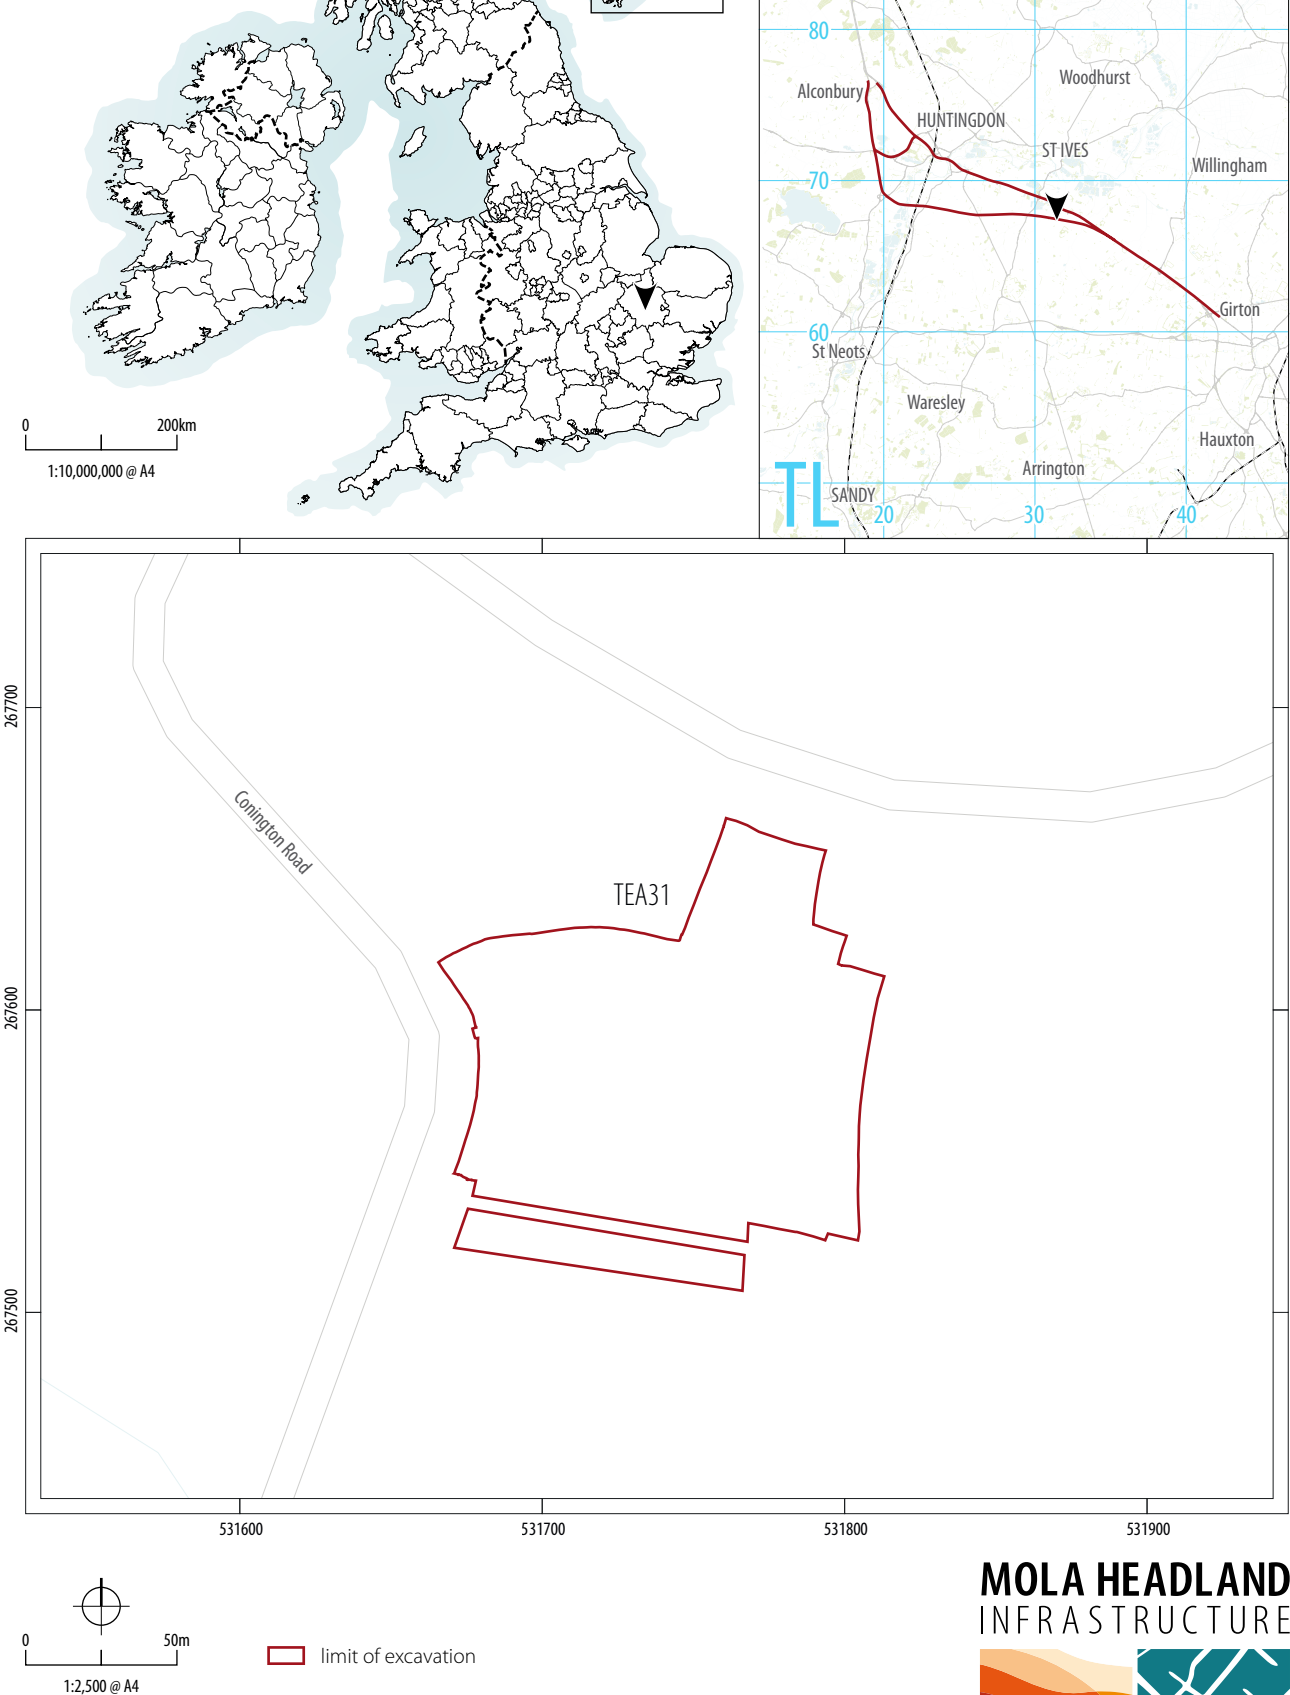 0 200km
1:10,000,000 @ A4
80
Woodhurst
Alconbury
HUNTINGDON
ST IVES
Willingham
70
Girton
60
St Neots
Waresley
Hauxton
Arrington
TL
SANDY
20 30 40
267700
267600
267500
Conington Road
TEA31
531600 531700 531800 531900
0 50m
1:2,500 @ A4
limit of excavation
MOLA HEADLAND
INFRASTRUCTURE